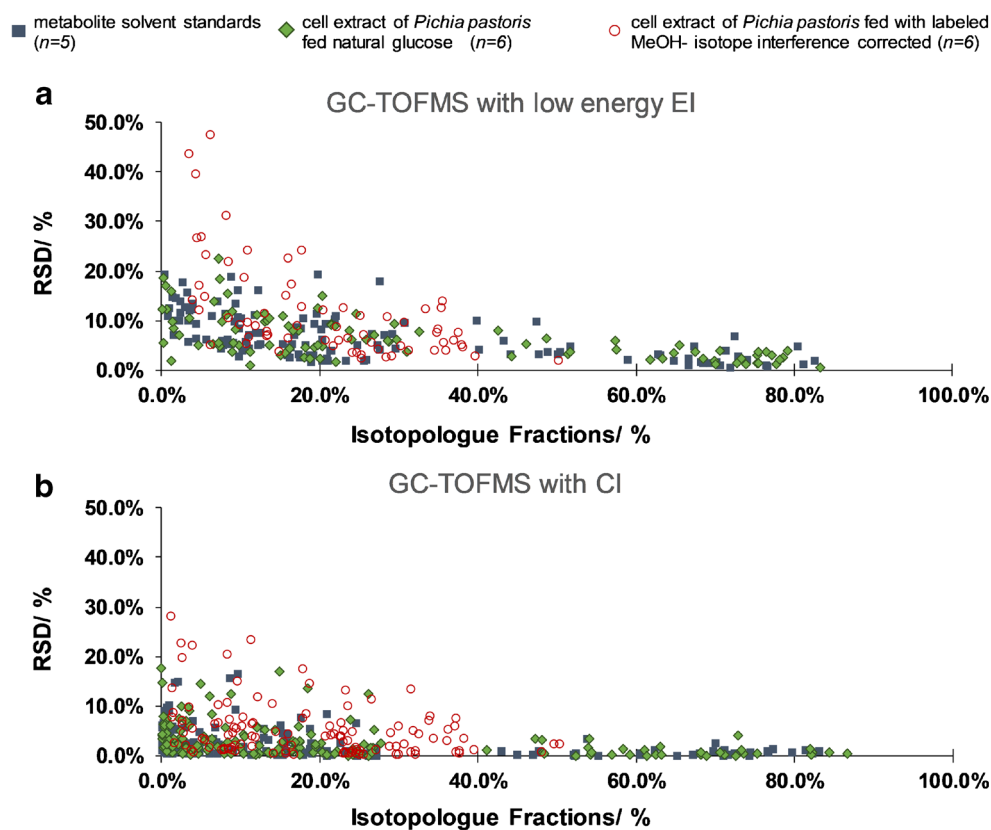 metabolite solvent standards
(n=5)
cell extract of Pichia pastoris
fed natural glucose (n=6)
cell extract of Pichia pastoris fed with labeled
MeOH- isotope interference corrected (n=6)
a
GC-TOFMS with low energy EI
50.0%
40.0%
30.0%
20.0%
10.0%
0.0%
RSD/ %
0.0% 20.0% 40.0% 60.0% 80.0% 100.0%
Isotopologue Fractions/ %
b
GC-TOFMS with CI
50.0%
40.0%
30.0%
20.0%
10.0%
0.0%
RSD/ %
0.0% 20.0% 40.0% 60.0% 80.0% 100.0%
Isotopologue Fractions/ %